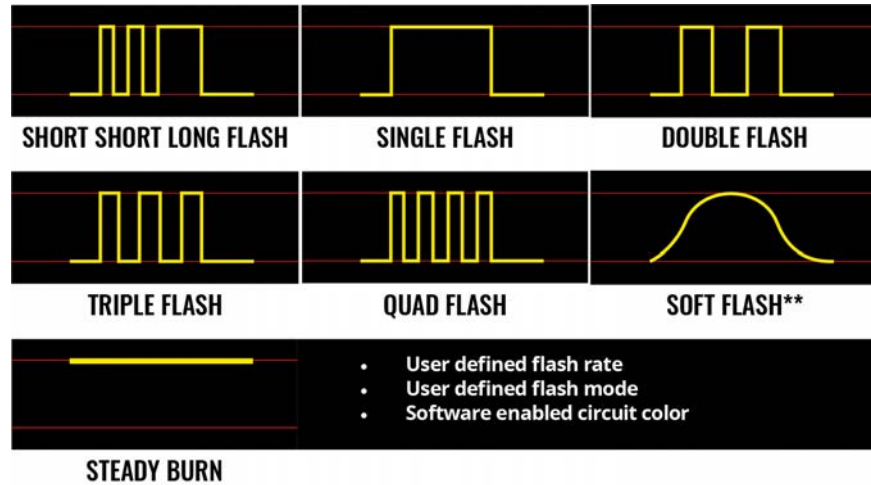 SHORT SHORT LONG FLASH
SINGLE FLASH
DOUBLE FLASH
TRIPLE FLASH
QUAD FLASH
SOFT FLASH**
• User defined flash rate
• User defined flash mode
• Software enabled circuit color
STEADY BURN